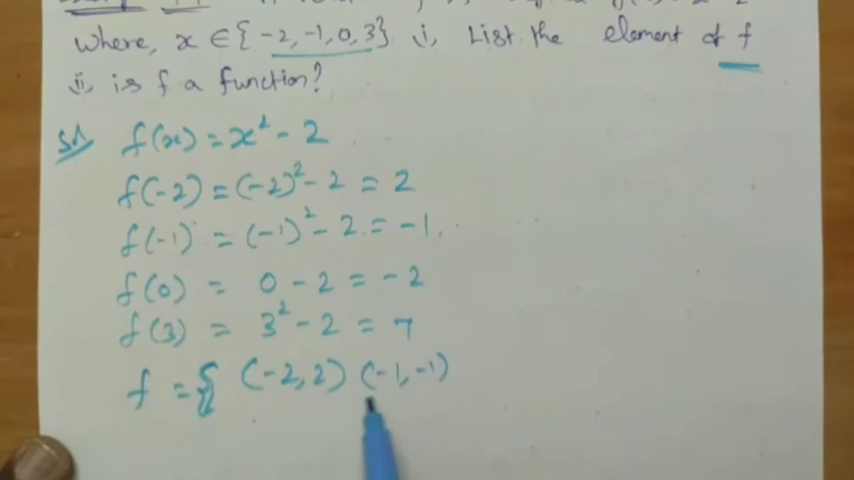 where, x ∈ {-2, -1, 0, 3} i, List the element of f
ii, is f a function?
Sol f(x) = x² - 2
f(-2) = (-2)² - 2 = 2
f(-1) = (-1)² - 2 = -1.
f(0) = 0 - 2 = -2
f(3) = 3² - 2 = 7
f = { (-2, 2) (-1, -1)